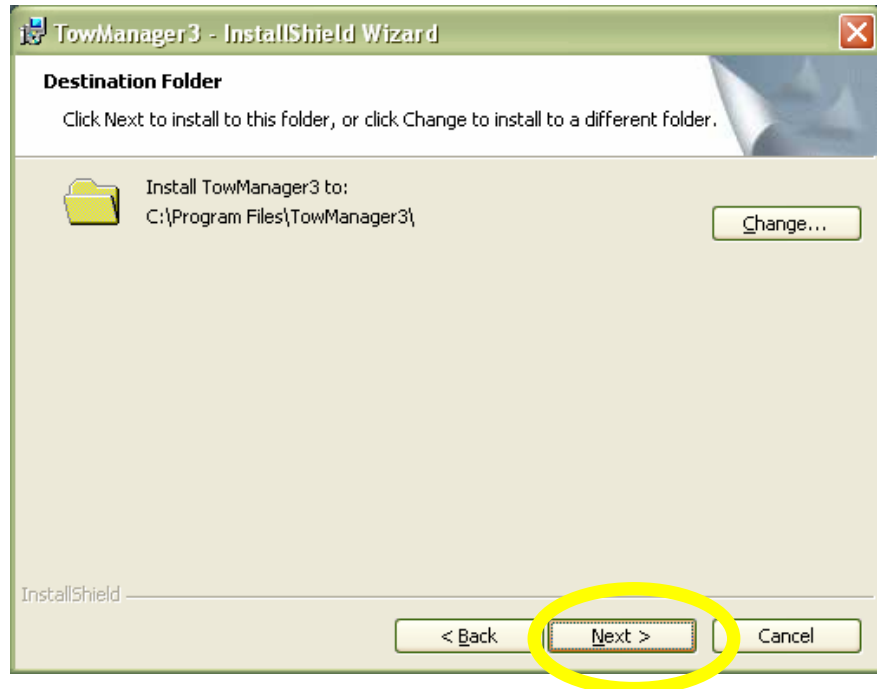 TowManager3 - InstallShield Wizard
Destination Folder
Click Next to install to this folder, or click Change to install to a different folder.
Install TowManager3 to:
C:\Program Files\TowManager3\
Change...
InstallShield
< Back
Next >
Cancel